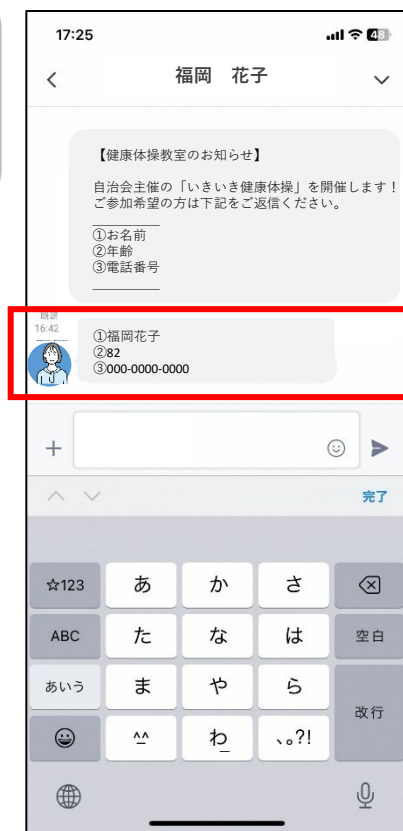 17:25
48
福岡 花子
【健康体操教室のお知らせ】
自治会主催の「いきいき健康体操」を開催します！
ご参加希望の方は下記をご返信ください。
①お名前
②年齢
③電話番号
既読
16:42
①福岡花子
②82
③000-0000-0000
完了
☆123 あ か さ
ABC た な は 空白
あいう ま や ら 改行
^^ わ 、。?!